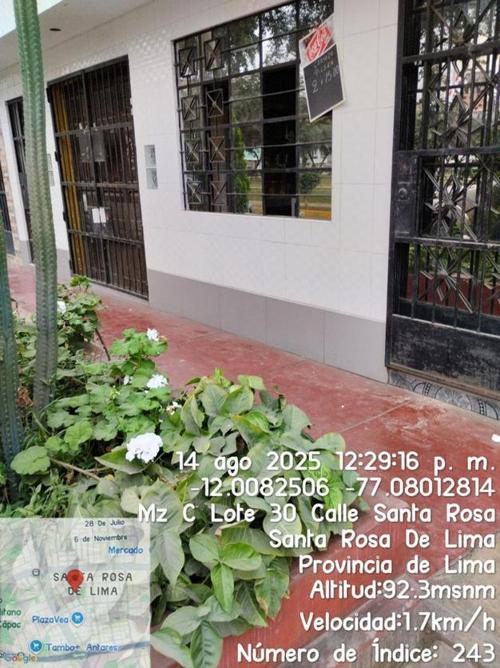 14 ago 2025 12:29:16 p. m.
-12.0082506 -77.08012814
Mz C Lote 30 Calle Santa Rosa
Santa Rosa De Lima
Provincia de Lima
Altitud:92.3msnm
Velocidad:1.7km/h
Número de Índice: 243
28 De Julio
6 de Noviembre
Mercado
SANTA ROSA
DE LIMA
PlazaVea
Tambo+ Antares
Google